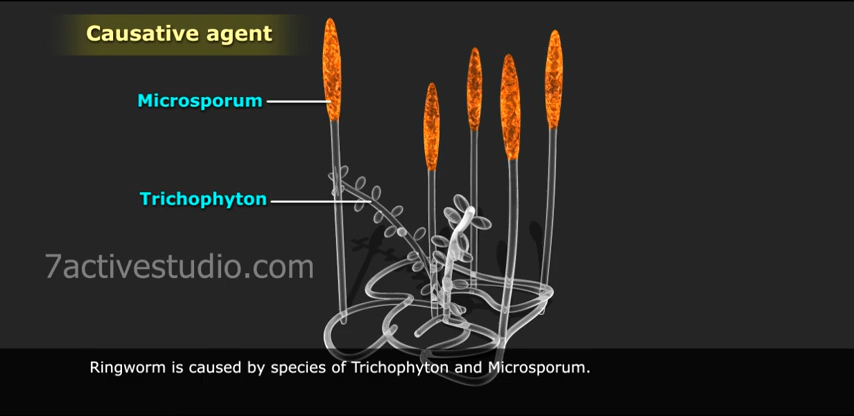 Causative agent
Microsporum
Trichophyton
7activestudio.com
Ringworm is caused by species of Trichophyton and Microsporum.